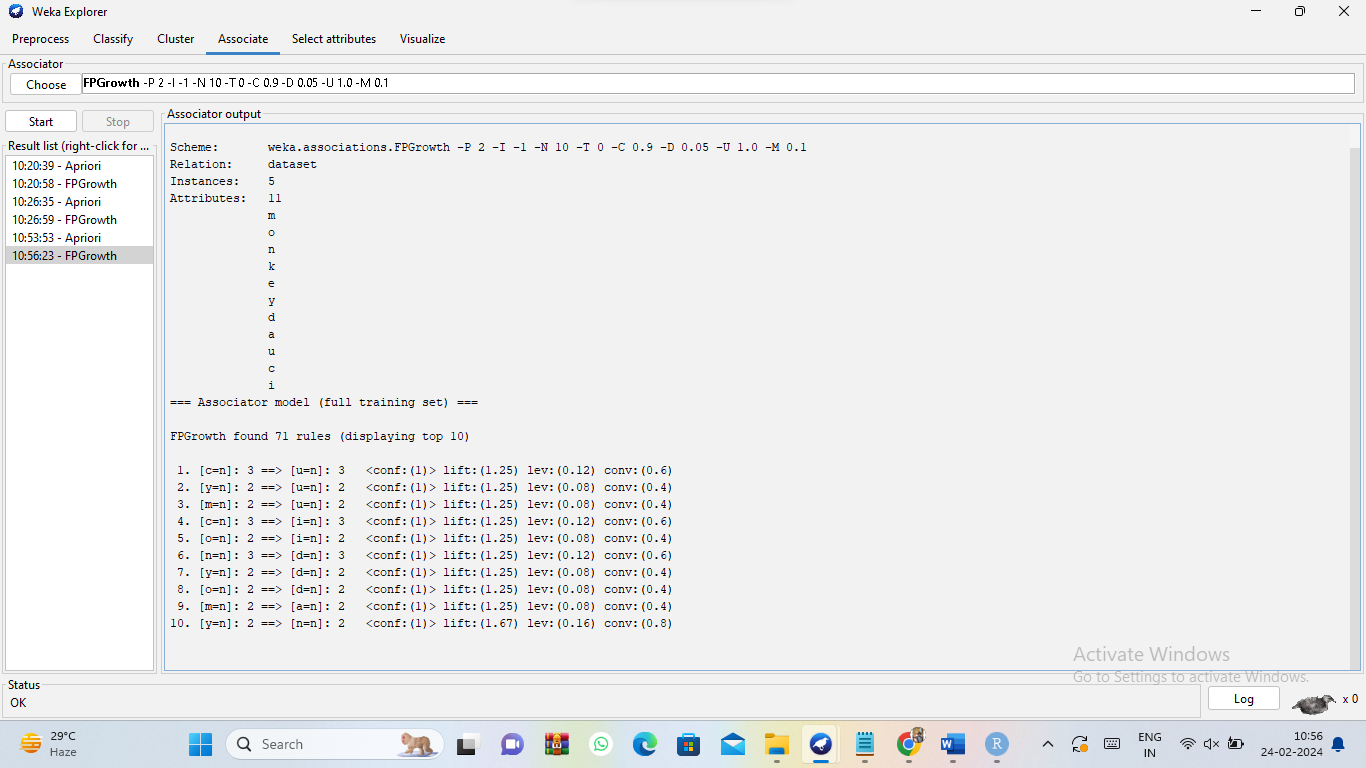 Weka Explorer
Preprocess Classify Cluster Associate Select attributes Visualize
Associator
Choose FPGrowth -P 2 -I -1 -N 10 -T 0 -C 0.9 -D 0.05 -U 1.0 -M 0.1
Start Stop
Result list (right-click for ...
10:20:39 - Apriori
10:20:58 - FPGrowth
10:26:35 - Apriori
10:26:59 - FPGrowth
10:53:53 - Apriori
10:56:23 - FPGrowth
Associator output
Scheme: weka.associations.FPGrowth -P 2 -I -1 -N 10 -T 0 -C 0.9 -D 0.05 -U 1.0 -M 0.1
Relation: dataset
Instances: 5
Attributes: 11
m
o
n
k
e
y
d
a
u
c
i
=== Associator model (full training set) ===
FPGrowth found 71 rules (displaying top 10)
1. [c=n]: 3 ==> [u=n]: 3 <conf:(1)> lift:(1.25) lev:(0.12) conv:(0.6)
2. [y=n]: 2 ==> [u=n]: 2 <conf:(1)> lift:(1.25) lev:(0.08) conv:(0.4)
3. [m=n]: 2 ==> [u=n]: 2 <conf:(1)> lift:(1.25) lev:(0.08) conv:(0.4)
4. [c=n]: 3 ==> [i=n]: 3 <conf:(1)> lift:(1.25) lev:(0.12) conv:(0.6)
5. [o=n]: 2 ==> [i=n]: 2 <conf:(1)> lift:(1.25) lev:(0.08) conv:(0.4)
6. [n=n]: 3 ==> [d=n]: 3 <conf:(1)> lift:(1.25) lev:(0.12) conv:(0.6)
7. [y=n]: 2 ==> [d=n]: 2 <conf:(1)> lift:(1.25) lev:(0.08) conv:(0.4)
8. [o=n]: 2 ==> [d=n]: 2 <conf:(1)> lift:(1.25) lev:(0.08) conv:(0.4)
9. [m=n]: 2 ==> [a=n]: 2 <conf:(1)> lift:(1.25) lev:(0.08) conv:(0.4)
10. [y=n]: 2 ==> [n=n]: 2 <conf:(1)> lift:(1.67) lev:(0.16) conv:(0.8)
Activate Windows
Go to Settings to activate Windows.
Status
OK
Log
x 0
29°C
Haze
Search
ENG
IN
10:56
24-02-2024